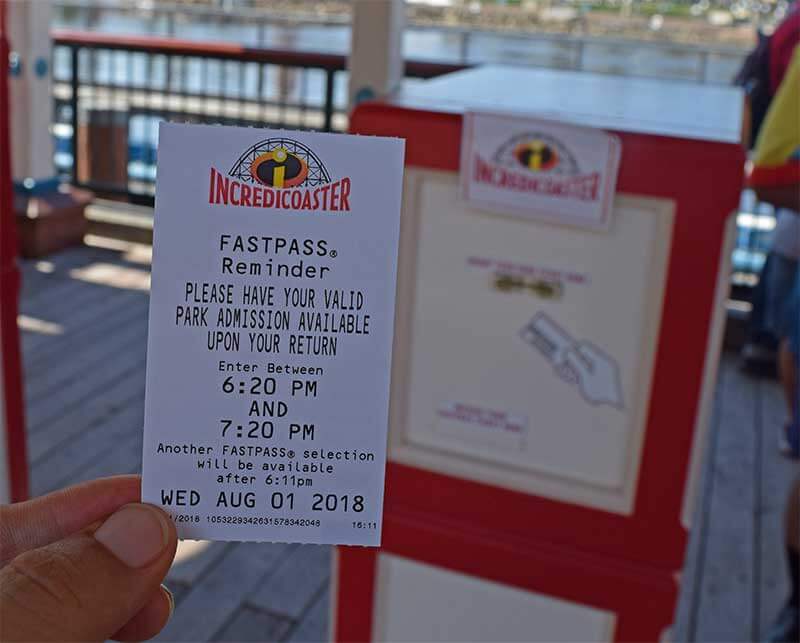 INCREDICOASTER
FASTPASS®
Reminder
PLEASE HAVE YOUR VALID
PARK ADMISSION AVAILABLE
UPON YOUR RETURN
Enter Between
6:20 PM
AND
7:20 PM
Another FASTPASS® selection
will be available
after 6:11pm
WED AUG 01 2018
/2018 1053229342631578342048 16:11
INCREDICOASTER